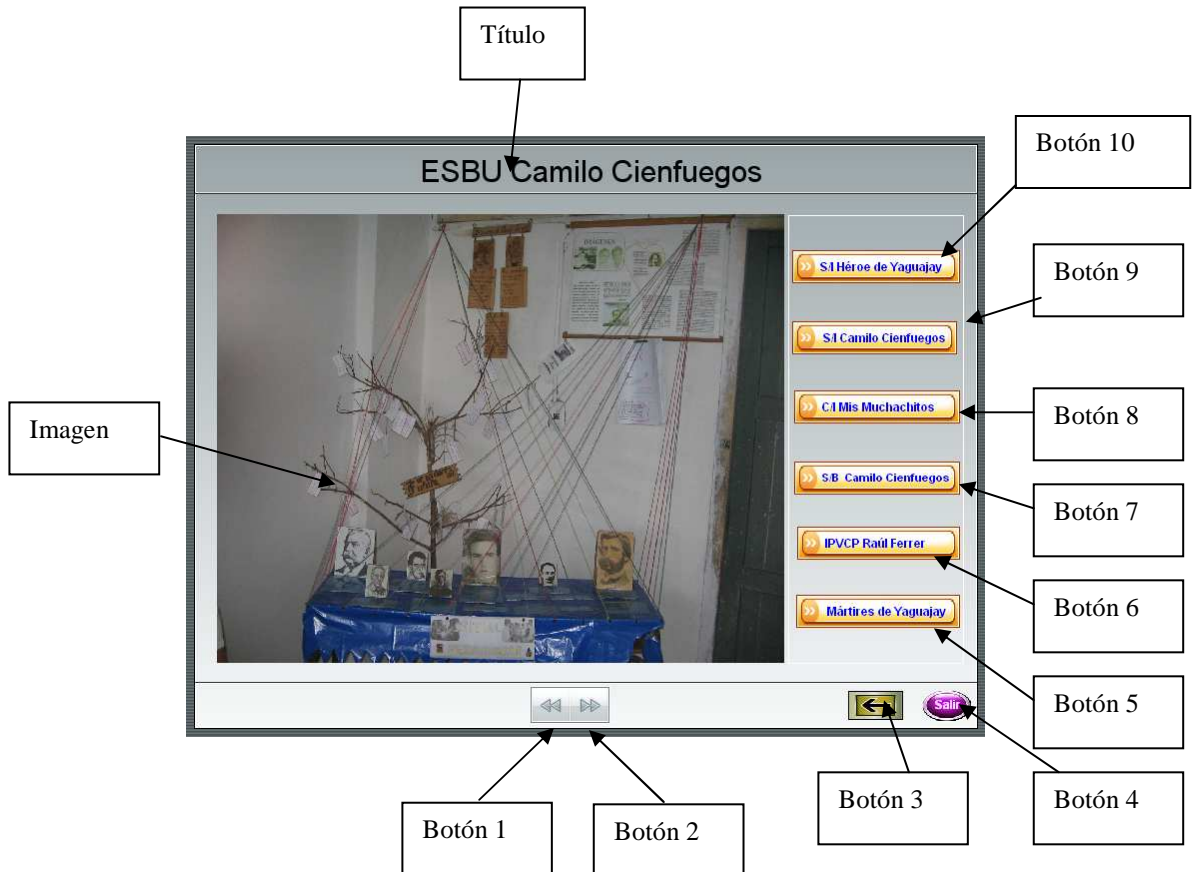 Título
Botón 10
ESBU Camilo Cienfuegos
S/I Héroe de Yaguajay
Botón 9
S/I Camilo Cienfuegos
Botón 8
C/I Mis Muchachitos
Imagen
Botón 7
S/B Camilo Cienfuegos
Botón 6
IPVCP Raúl Ferrer
Botón 5
Mártires de Yaguajay
Salir
Botón 3
Botón 4
Botón 1
Botón 2